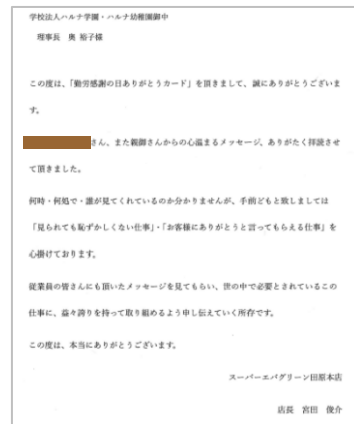 学校法人ハルナ学園・ハルナ幼稚園御中
理事長 奥 裕子様
この度は、「勤労感謝の日ありがとうカード」を頂きまして、誠にありがとうございま
す。
さん、また親御さんからの心温まるメッセージ、ありがたく拝読させ
て頂きました。
何時・何処で・誰が見てくれているのか分かりませんが、手前どもと致しましては
「見られても恥ずかしくない仕事」・「お客様にありがとうと言ってもらえる仕事」を
心掛けております。
従業員の皆さんにも頂いたメッセージを見てもらい、世の中で必要とされているこの
仕事に、益々誇りを持って取り組めるよう申し伝えていく所存です。
この度は、本当にありがとうございます。
スーパーエバグリーン田原本店
店長 宮田 俊介